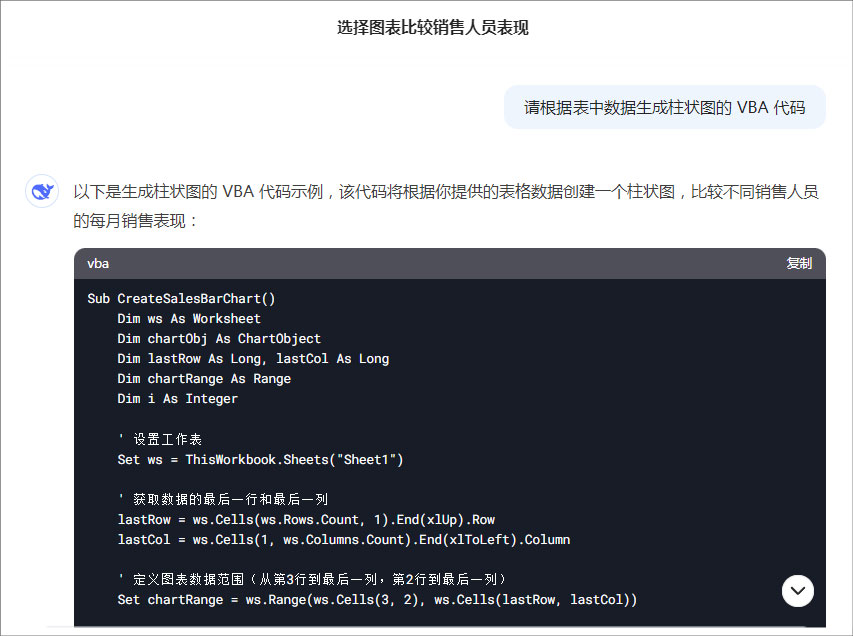 选择图表比较销售人员表现
请根据表中数据生成柱状图的 VBA 代码
以下是生成柱状图的 VBA 代码示例，该代码将根据你提供的表格数据创建一个柱状图，比较不同销售人员
的每月销售表现：
vba 复制
Sub CreateSalesBarChart()
    Dim ws As Worksheet
    Dim chartObj As ChartObject
    Dim lastRow As Long, lastCol As Long
    Dim chartRange As Range
    Dim i As Integer
    ' 设置工作表
    Set ws = ThisWorkbook.Sheets("Sheet1")
    ' 获取数据的最后一行和最后一列
    lastRow = ws.Cells(ws.Rows.Count, 1).End(xlUp).Row
    lastCol = ws.Cells(1, ws.Columns.Count).End(xlToLeft).Column
    ' 定义图表数据范围（从第3行到最后一列，第2行到最后一列）
    Set chartRange = ws.Range(ws.Cells(3, 2), ws.Cells(lastRow, lastCol))